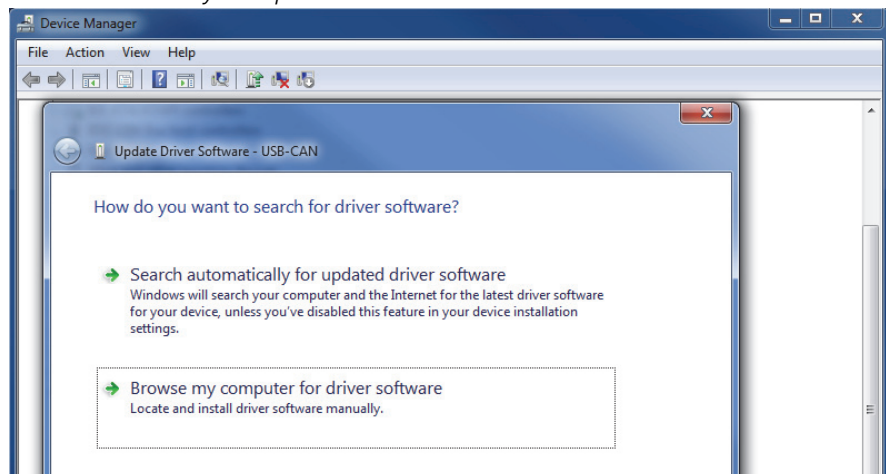 Device Manager
File Action View Help
Update Driver Software - USB-CAN
How do you want to search for driver software?
Search automatically for updated driver software
Windows will search your computer and the Internet for the latest driver software
for your device, unless you've disabled this feature in your device installation
settings.
Browse my computer for driver software
Locate and install driver software manually.